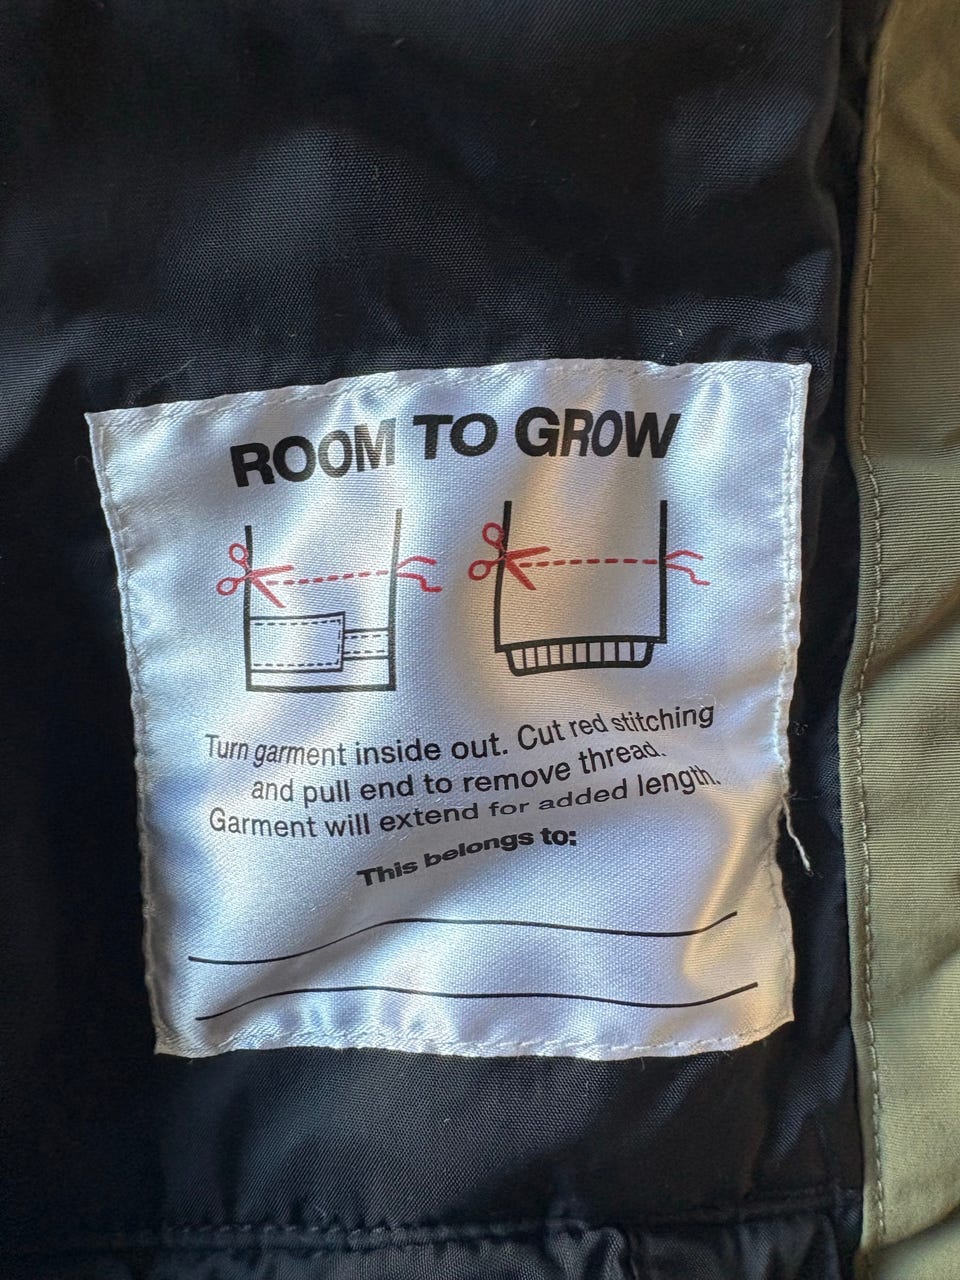 ROOM TO GROW
Turn garment inside out. Cut red stitching
and pull end to remove thread.
Garment will extend for added length.
This belongs to: